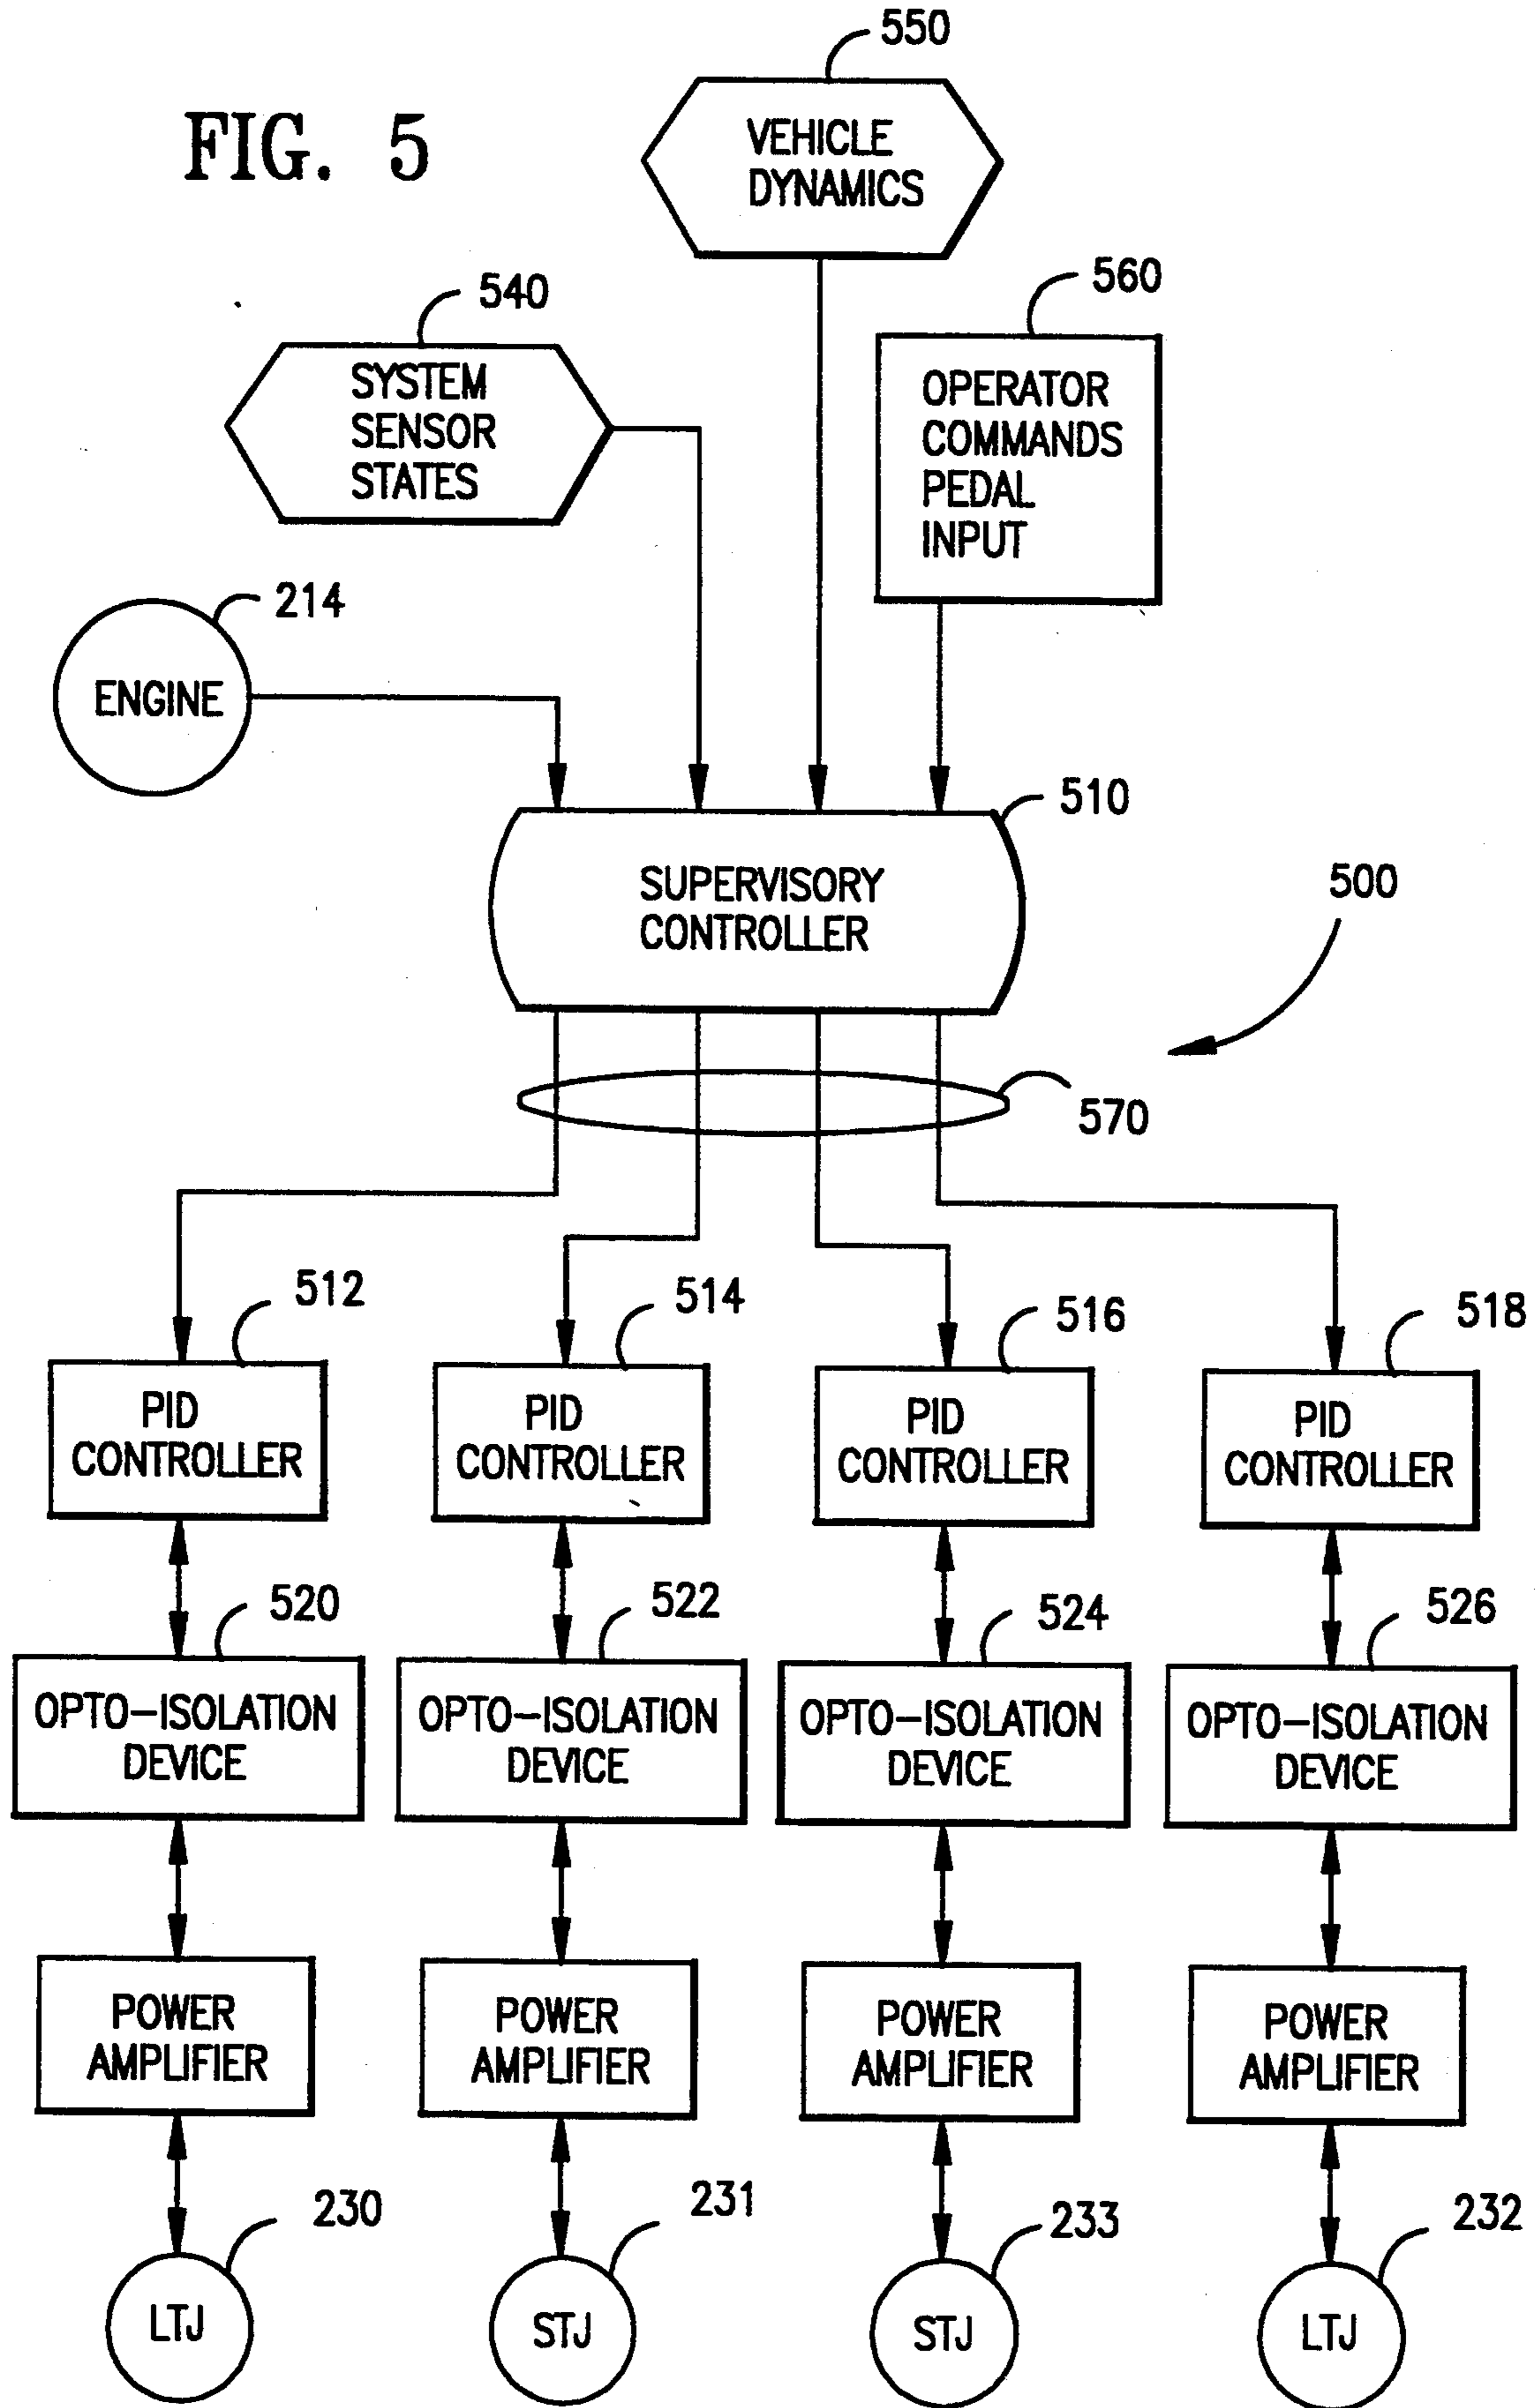 FIG. 5
550
VEHICLE
DYNAMICS
540
SYSTEM
SENSOR
STATES
560
OPERATOR
COMMANDS
PEDAL
INPUT
214
ENGINE
510
SUPERVISORY
CONTROLLER
500
570
512
PID
CONTROLLER
514
PID
CONTROLLER
516
PID
CONTROLLER
518
PID
CONTROLLER
520
OPTO-ISOLATION
DEVICE
522
OPTO-ISOLATION
DEVICE
524
OPTO-ISOLATION
DEVICE
526
OPTO-ISOLATION
DEVICE
POWER
AMPLIFIER
POWER
AMPLIFIER
POWER
AMPLIFIER
POWER
AMPLIFIER
230
LTJ
231
STJ
233
STJ
232
LTJ